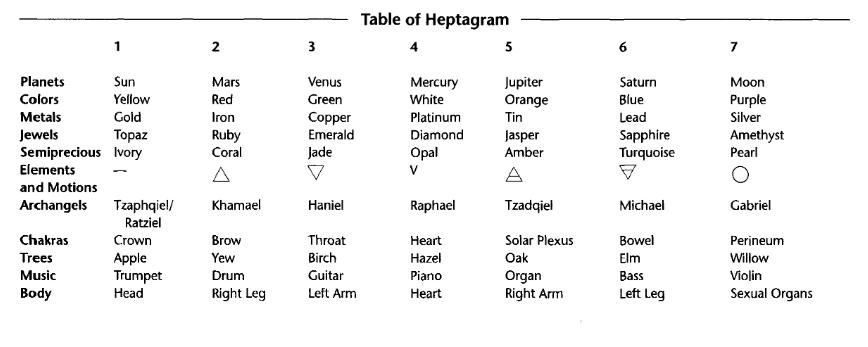 Table of Heptagram
1 2 3 4 5 6 7
Planets Sun Mars Venus Mercury Jupiter Saturn Moon
Colors Yellow Red Green White Orange Blue Purple
Metals Gold Iron Copper Platinum Tin Lead Silver
Jewels Topaz Ruby Emerald Diamond Jasper Sapphire Amethyst
Semiprecious Ivory Coral Jade Opal Amber Turquoise Pearl
Elements — △ ▽ V 🜁 🜃 ○
and Motions
Archangels Tzaphqiel/ Khamael Haniel Raphael Tzadqiel Michael Gabriel
Ratziel
Chakras Crown Brow Throat Heart Solar Plexus Bowel Perineum
Trees Apple Yew Birch Hazel Oak Elm Willow
Music Trumpet Drum Guitar Piano Organ Bass Violin
Body Head Right Leg Left Arm Heart Right Arm Left Leg Sexual Organs